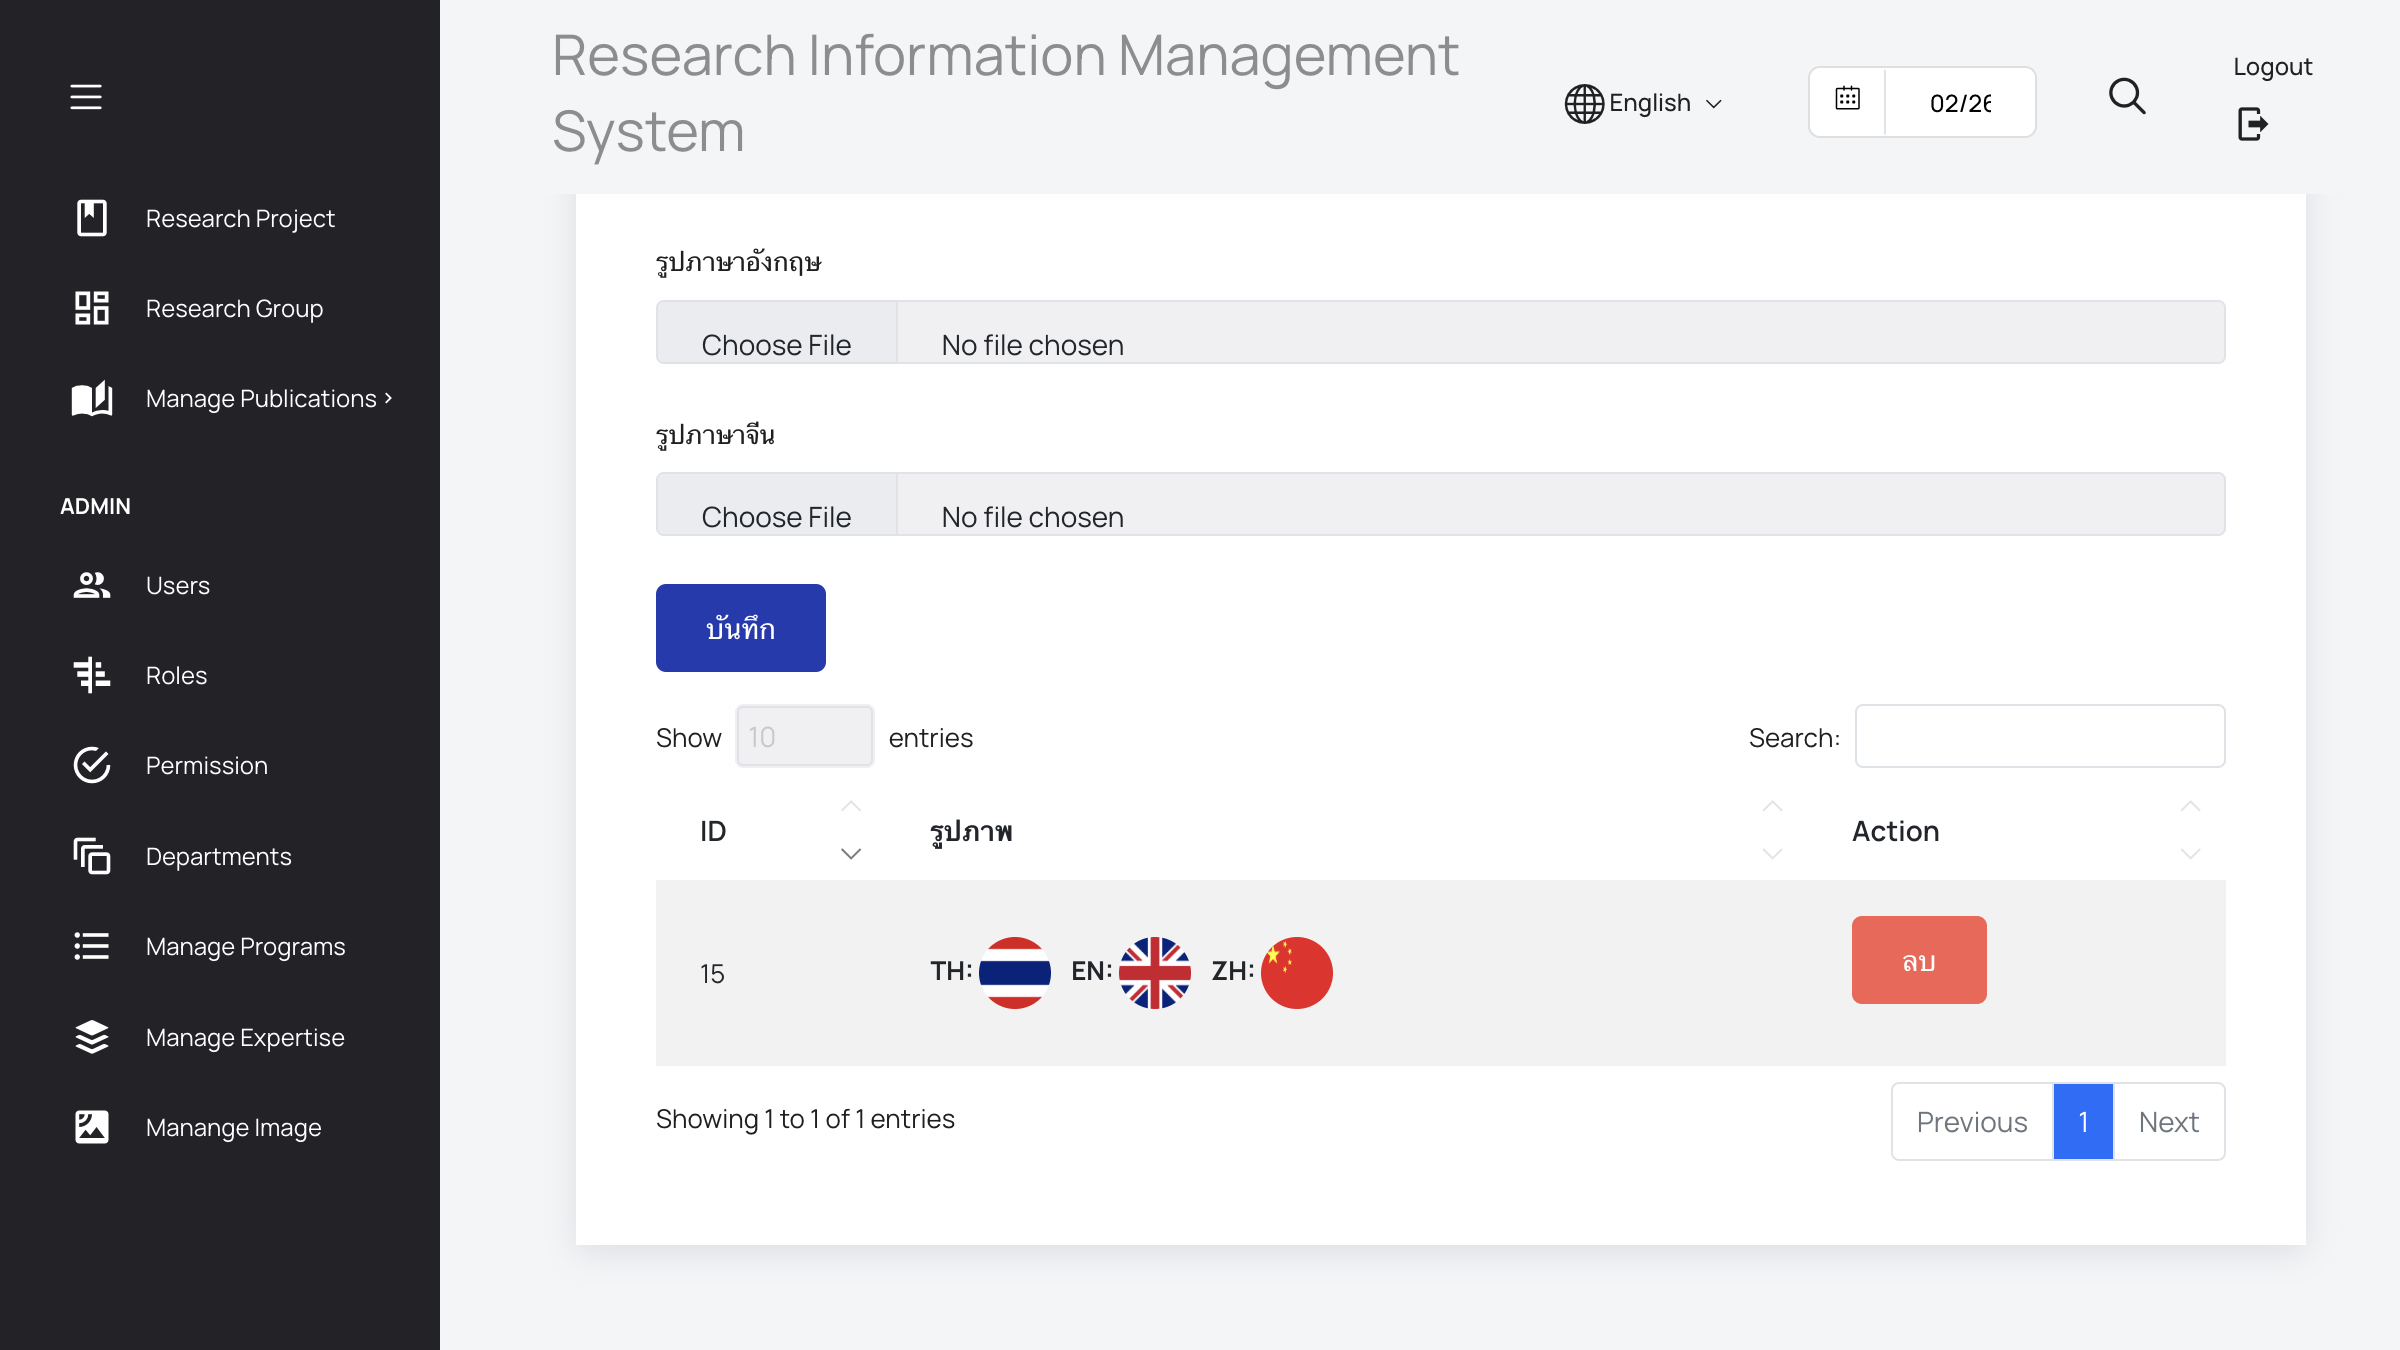 Research Information Management
System
English
02/26
Logout
Research Project
Research Group
Manage Publications
ADMIN
Users
Roles
Permission
Departments
Manage Programs
Manage Expertise
Manange Image
รูปภาษาอังกฤษ
Choose File No file chosen
รูปภาษาจีน
Choose File No file chosen
บันทึก
Show 10 entries
Search:
ID รูปภาพ Action
15 TH: EN: ZH: ลบ
Showing 1 to 1 of 1 entries
Previous 1 Next